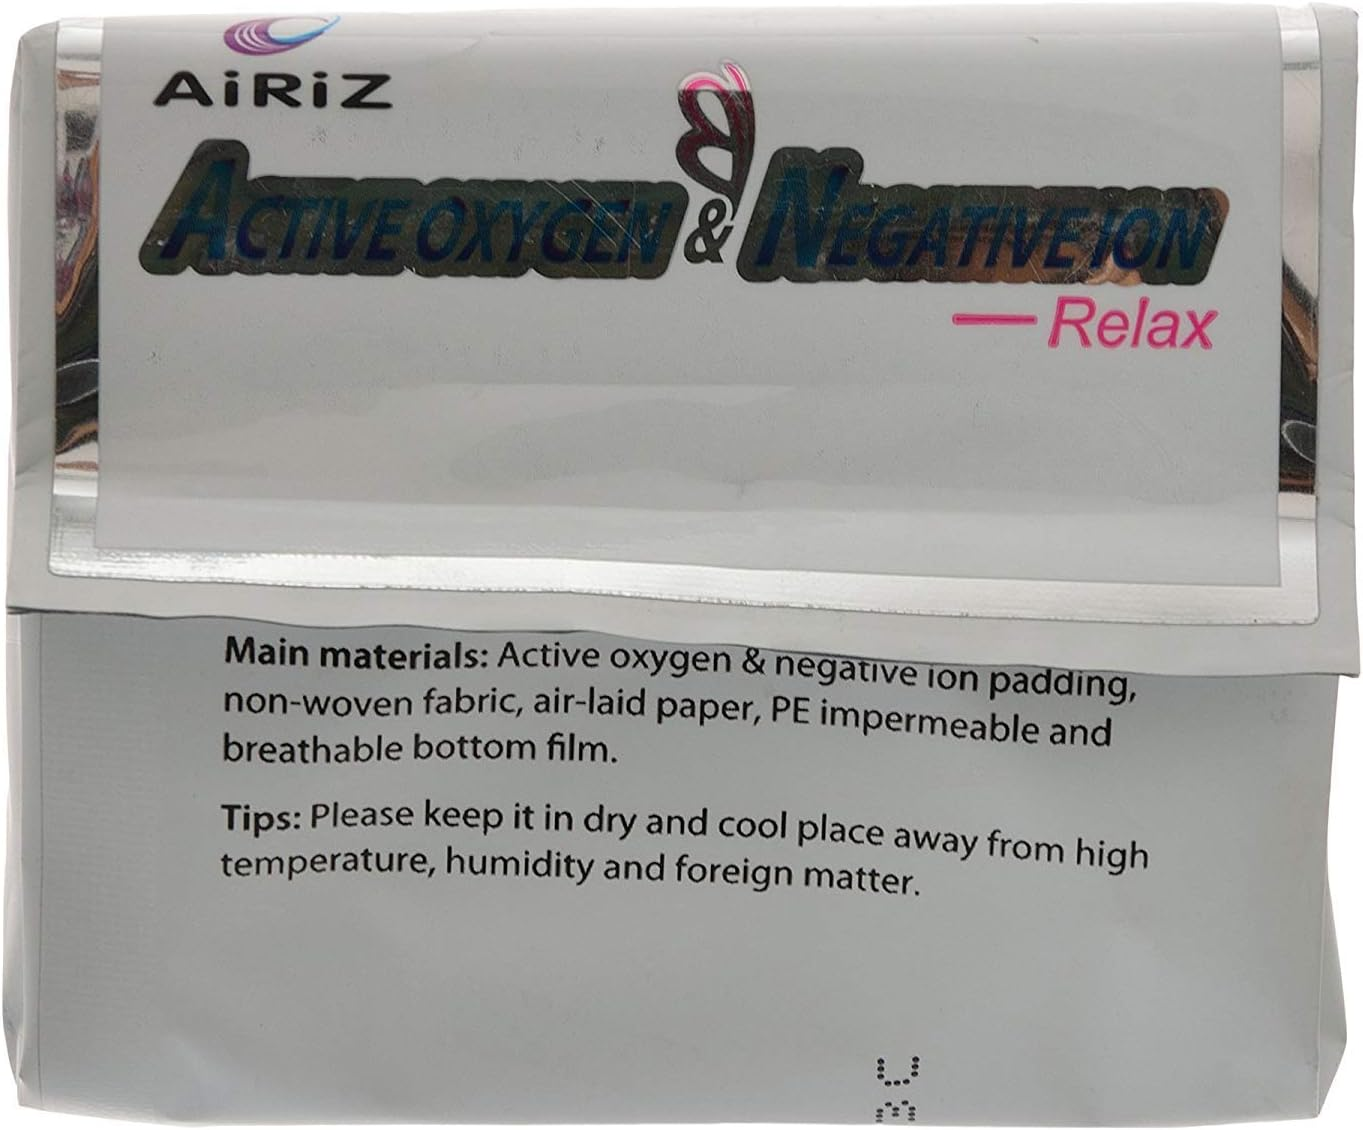 AiRiZ
ACTIVE OXYGEN & NEGATIVE ION
—Relax
Main materials: Active oxygen & negative ion padding,
non-woven fabric, air-laid paper, PE impermeable and
breathable bottom film.
Tips: Please keep it in dry and cool place away from high
temperature, humidity and foreign matter.